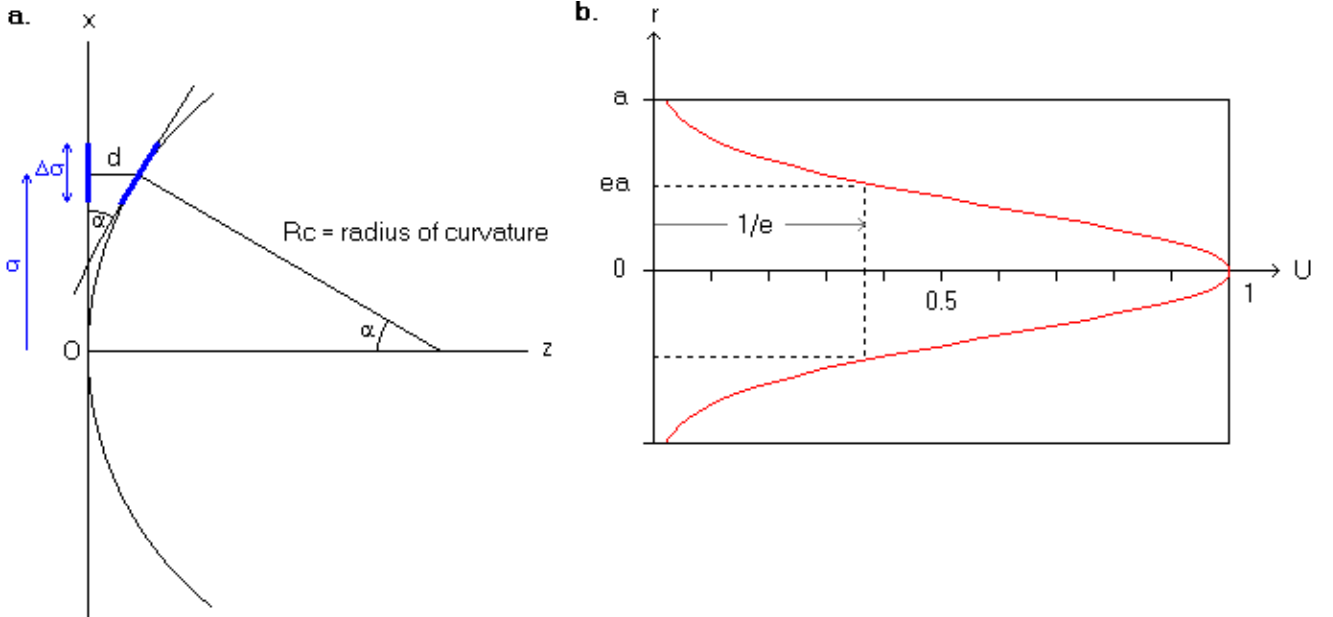 a.
x
Δσ
d
α
σ
Rc = radius of curvature
α
O
z
b.
r
a
ea
1/e
0
0.5
1
U